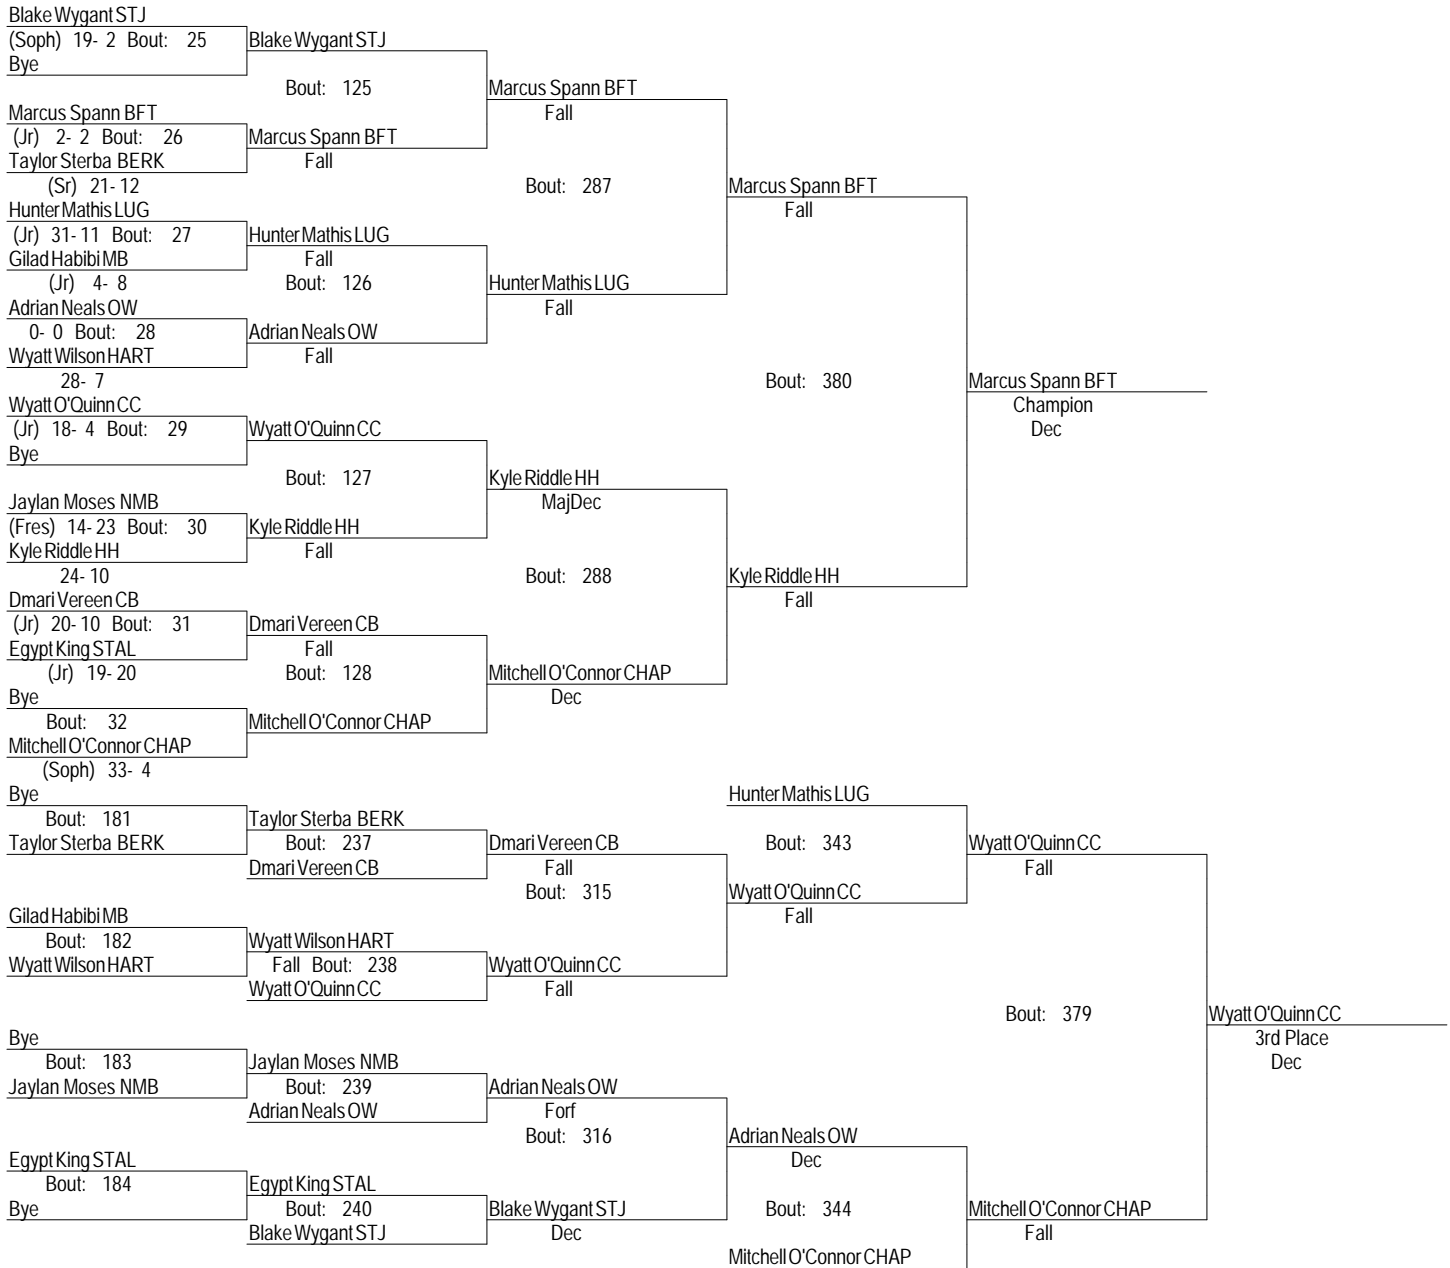 Blake Wygant STJ
(Soph) 19- 2 Bout: 25 Blake Wygant STJ
Bye
Bout: 125 Marcus Spann BFT
Marcus Spann BFT Fall
(Jr) 2- 2 Bout: 26 Marcus Spann BFT
Taylor Sterba BERK Fall
(Sr) 21- 12 Bout: 287 Marcus Spann BFT
Hunter Mathis LUG Fall
(Jr) 31- 11 Bout: 27 Hunter Mathis LUG
Gilad Habibi MB Fall
(Jr) 4- 8 Bout: 126 Hunter Mathis LUG
Adrian Neals OW Fall
0- 0 Bout: 28 Adrian Neals OW
Wyatt Wilson HART Fall
28- 7 Bout: 380 Marcus Spann BFT
Wyatt O'Quinn CC Champion
(Jr) 18- 4 Bout: 29 Wyatt O'Quinn CC Dec
Bye
Bout: 127 Kyle Riddle HH
Jaylan Moses NMB MajDec
(Fres) 14- 23 Bout: 30 Kyle Riddle HH
Kyle Riddle HH Fall
24- 10 Bout: 288 Kyle Riddle HH
Dmari Vereen CB Fall
(Jr) 20- 10 Bout: 31 Dmari Vereen CB
Egypt King STAL Fall
(Jr) 19- 20 Bout: 128 Mitchell O'Connor CHAP
Bye Dec
Bout: 32 Mitchell O'Connor CHAP
Mitchell O'Connor CHAP
(Soph) 33- 4
Bye Hunter Mathis LUG
Bout: 181 Taylor Sterba BERK
Taylor Sterba BERK Bout: 237 Dmari Vereen CB Bout: 343 Wyatt O'Quinn CC
Dmari Vereen CB Fall Fall
Bout: 315 Wyatt O'Quinn CC
Gilad Habibi MB Fall
Bout: 182 Wyatt Wilson HART
Wyatt Wilson HART Fall Bout: 238 Wyatt O'Quinn CC
Wyatt O'Quinn CC Fall
Bout: 379 Wyatt O'Quinn CC
Bye 3rd Place
Bout: 183 Jaylan Moses NMB Dec
Jaylan Moses NMB Bout: 239 Adrian Neals OW
Adrian Neals OW Forf
Bout: 316 Adrian Neals OW
Egypt King STAL Dec
Bout: 184 Egypt King STAL
Bye Bout: 240 Blake Wygant STJ Bout: 344 Mitchell O'Connor CHAP
Blake Wygant STJ Dec Fall
Mitchell O'Connor CHAP